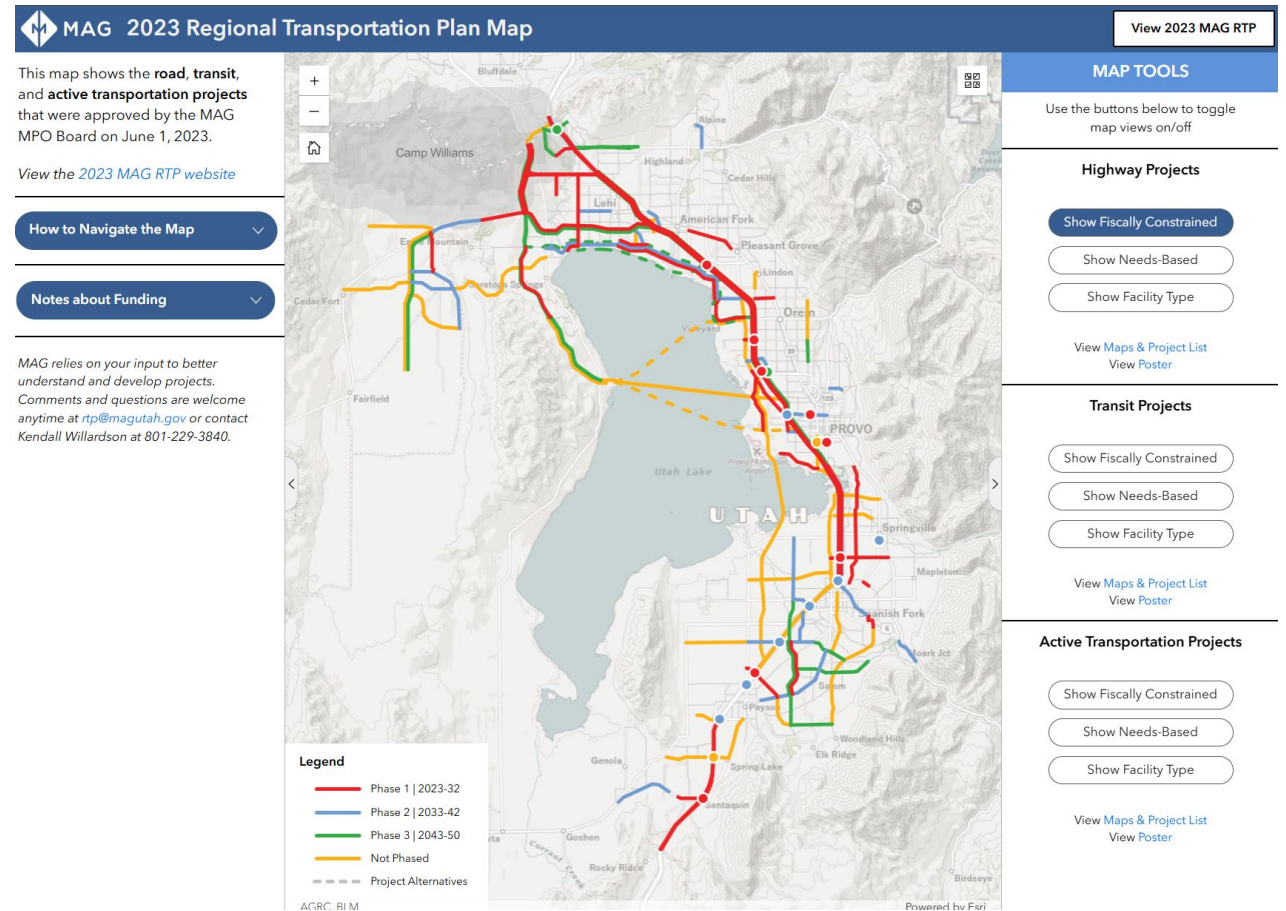 MAG 2023 Regional Transportation Plan Map
View 2023 MAG RTP
This map shows the road, transit,
and active transportation projects
that were approved by the MAG
MPO Board on June 1, 2023.
View the 2023 MAG RTP website
How to Navigate the Map
Notes about Funding
MAG relies on your input to better
understand and develop projects.
Comments and questions are welcome
anytime at rtp@magutah.gov or contact
Kendall Willardson at 801-229-3840.
+
−
Bluffdale
Camp Williams
Alpine
Highland
Cedar Hills
Lehi
American Fork
Pleasant Grove
Lindon
Saratoga Springs
Cedar Fort
Orem
Vineyard
Fairfield
189
PROVO
Provo Municipal
Airport
Utah Lake
UTAH
Springville
Mapleton
Spanish Fork
6
Moark Jct
Salem
Payson
Woodland Hills
Elk Ridge
Genola
Spring Lake
Santaquin
Goshen
Currant
Creek
Rocky Ridge
Birdseye
Legend
Phase 1 | 2023-32
Phase 2 | 2033-42
Phase 3 | 2043-50
Not Phased
Project Alternatives
AGRC, BLM
Powered by Esri
MAP TOOLS
Use the buttons below to toggle
map views on/off
Highway Projects
Show Fiscally Constrained
Show Needs-Based
Show Facility Type
View Maps & Project List
View Poster
Transit Projects
Show Fiscally Constrained
Show Needs-Based
Show Facility Type
View Maps & Project List
View Poster
Active Transportation Projects
Show Fiscally Constrained
Show Needs-Based
Show Facility Type
View Maps & Project List
View Poster